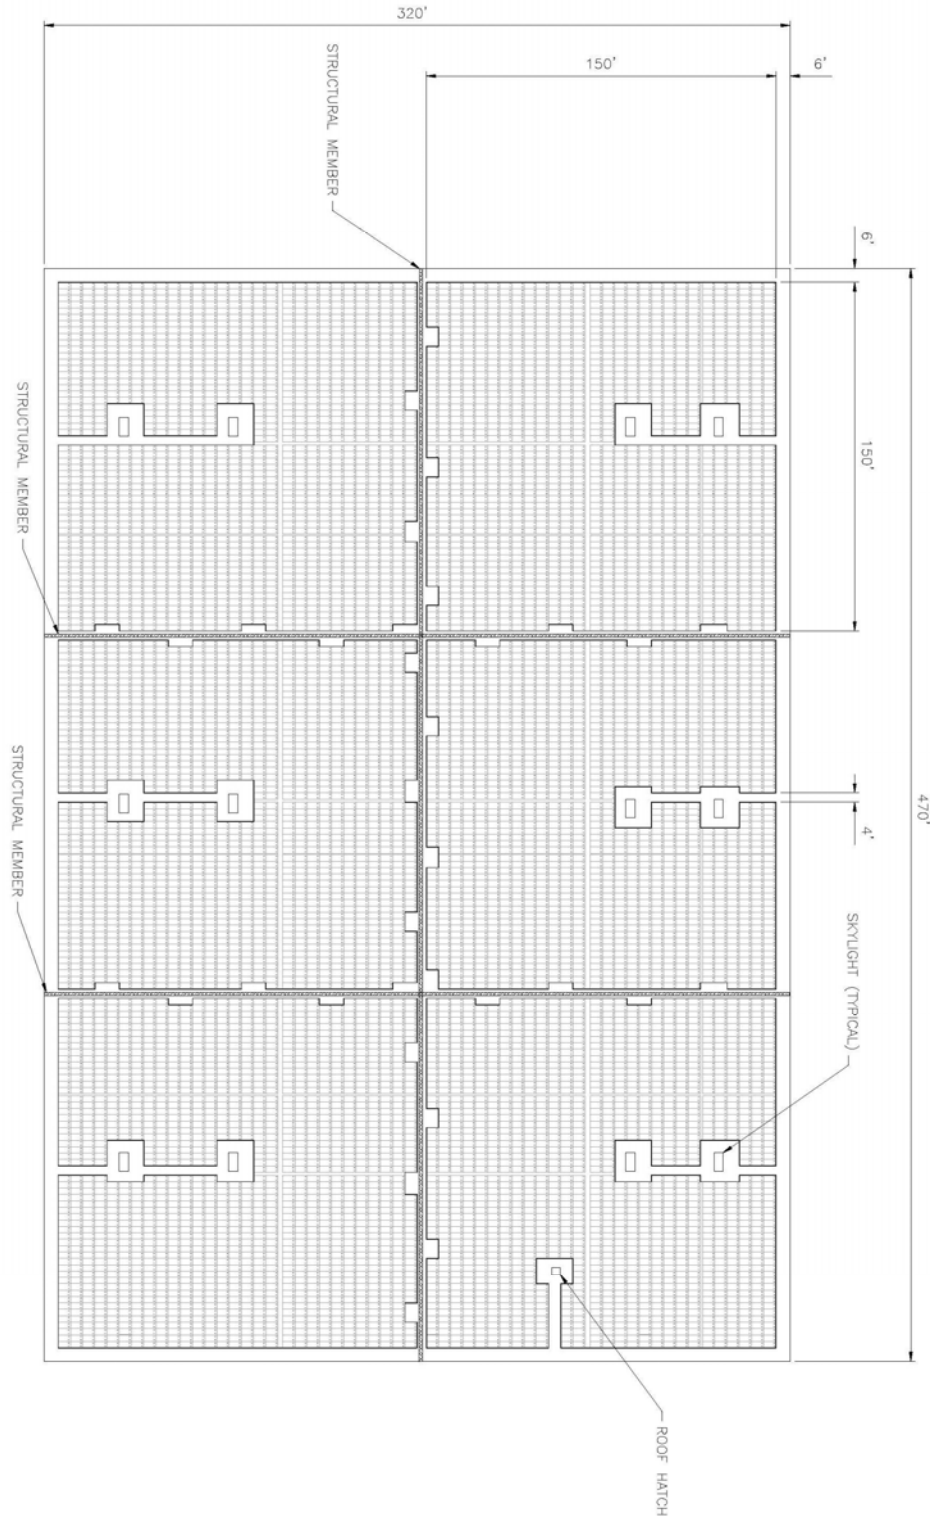 320'
150'
6'
STRUCTURAL MEMBER
6'
150'
470'
STRUCTURAL MEMBER
4'
STRUCTURAL MEMBER
SKYLIGHT (TYPICAL)
ROOF HATCH